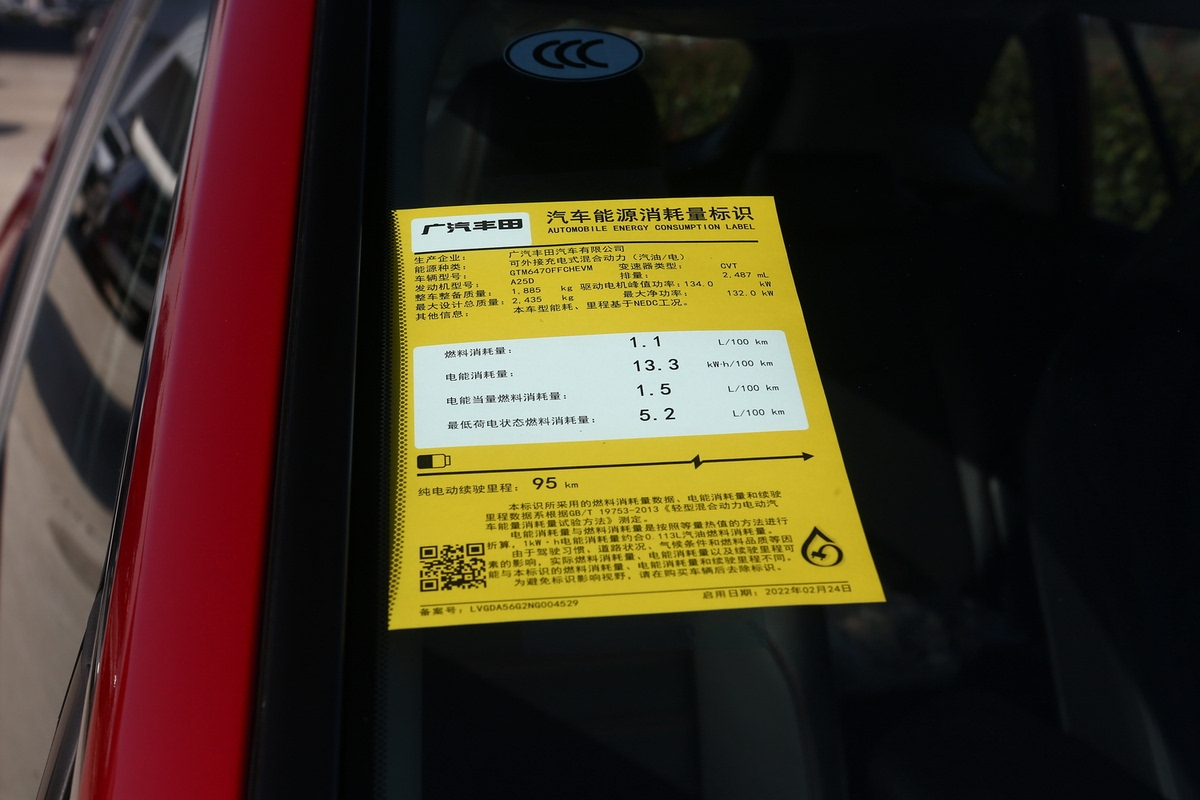 CCC
广汽丰田
汽车能源消耗量标识
AUTOMOBILE ENERGY CONSUMPTION LABEL
生产企业： 广汽丰田汽车有限公司
能源种类： 可外接充电式混合动力（汽油/电）
车辆型号： GTM6470FFCHEVM 变速器类型： CVT
发动机型号： A25D 排量： 2,487 mL
整车整备质量： 1,885 kg 驱动电机峰值功率：134.0 kW
最大设计总质量： 2,435 kg 最大净功率： 132.0 kW
其他信息： 本车型能耗、里程基于NEDC工况。
燃料消耗量： 1.1 L/100 km
电能消耗量： 13.3 kW·h/100 km
电能当量燃料消耗量： 1.5 L/100 km
最低荷电状态燃料消耗量： 5.2 L/100 km
纯电动续驶里程： 95 km
本标识所采用的燃料消耗量数据、电能消耗量和续驶
里程数据系根据GB/T 19753-2013《轻型混合动力电动汽
车能量消耗量试验方法》测定。
电能消耗量与燃料消耗量是按照等量热值的方法进行
折算，1kW·h电能消耗量约合0.113L汽油燃料消耗量。
由于驾驶习惯、道路状况、气候条件和燃料品质等因
素的影响，实际燃料消耗量、电能消耗量以及续驶里程可
能与本标识的燃料消耗量、电能消耗量和续驶里程不同。
为避免标识影响视野，请在购买车辆后去除标识。
备案号：LVGDA56G2NG004529
启用日期：2022年02月24日